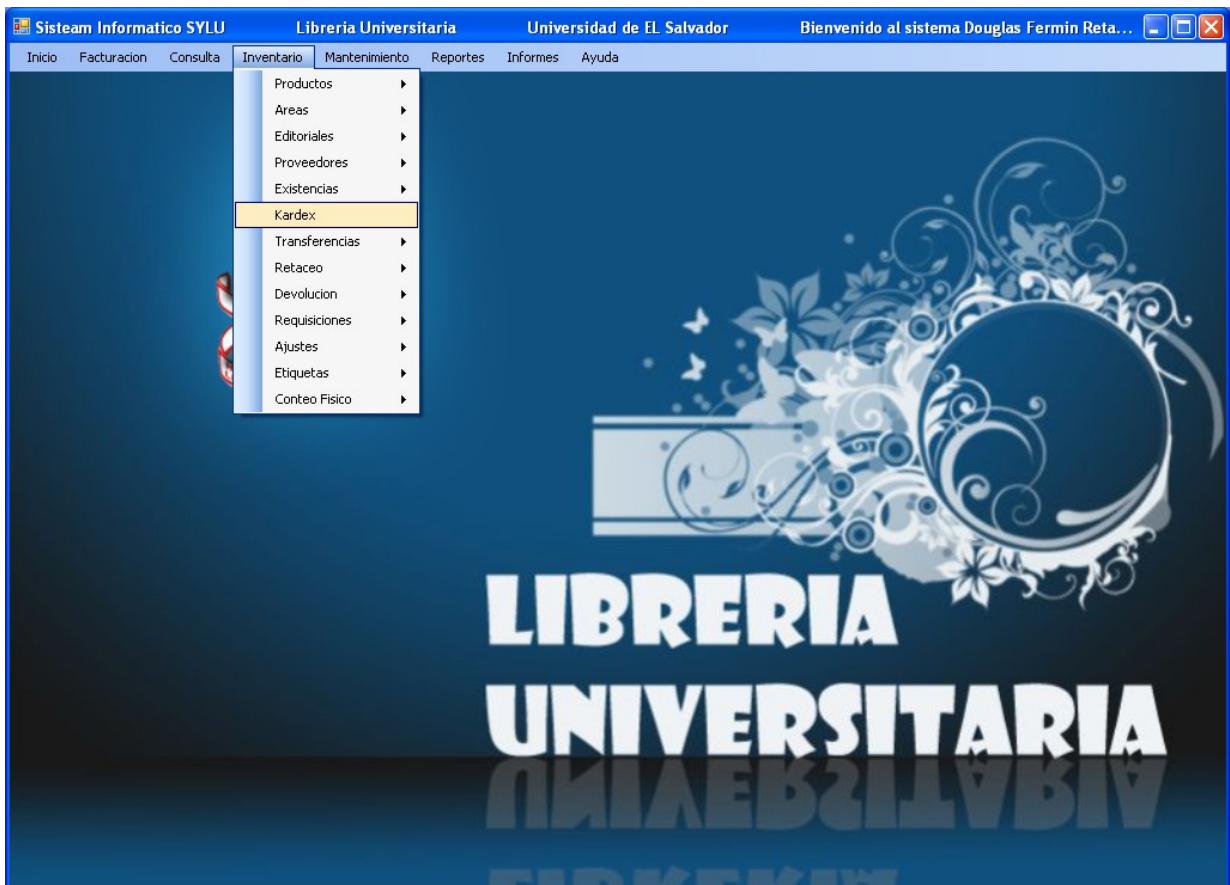 Sisteam Informatico SYLU Libreria Universitaria Universidad de EL Salvador Bienvenido al sistema Douglas Fermin Reta...
Inicio Facturacion Consulta Inventario Mantenimiento Reportes Informes Ayuda
Productos
Areas
Editoriales
Proveedores
Existencias
Kardex
Transferencias
Retaceo
Devolucion
Requisiciones
Ajustes
Etiquetas
Conteo Fisico
LIBRERIA
UNIVERSITARIA